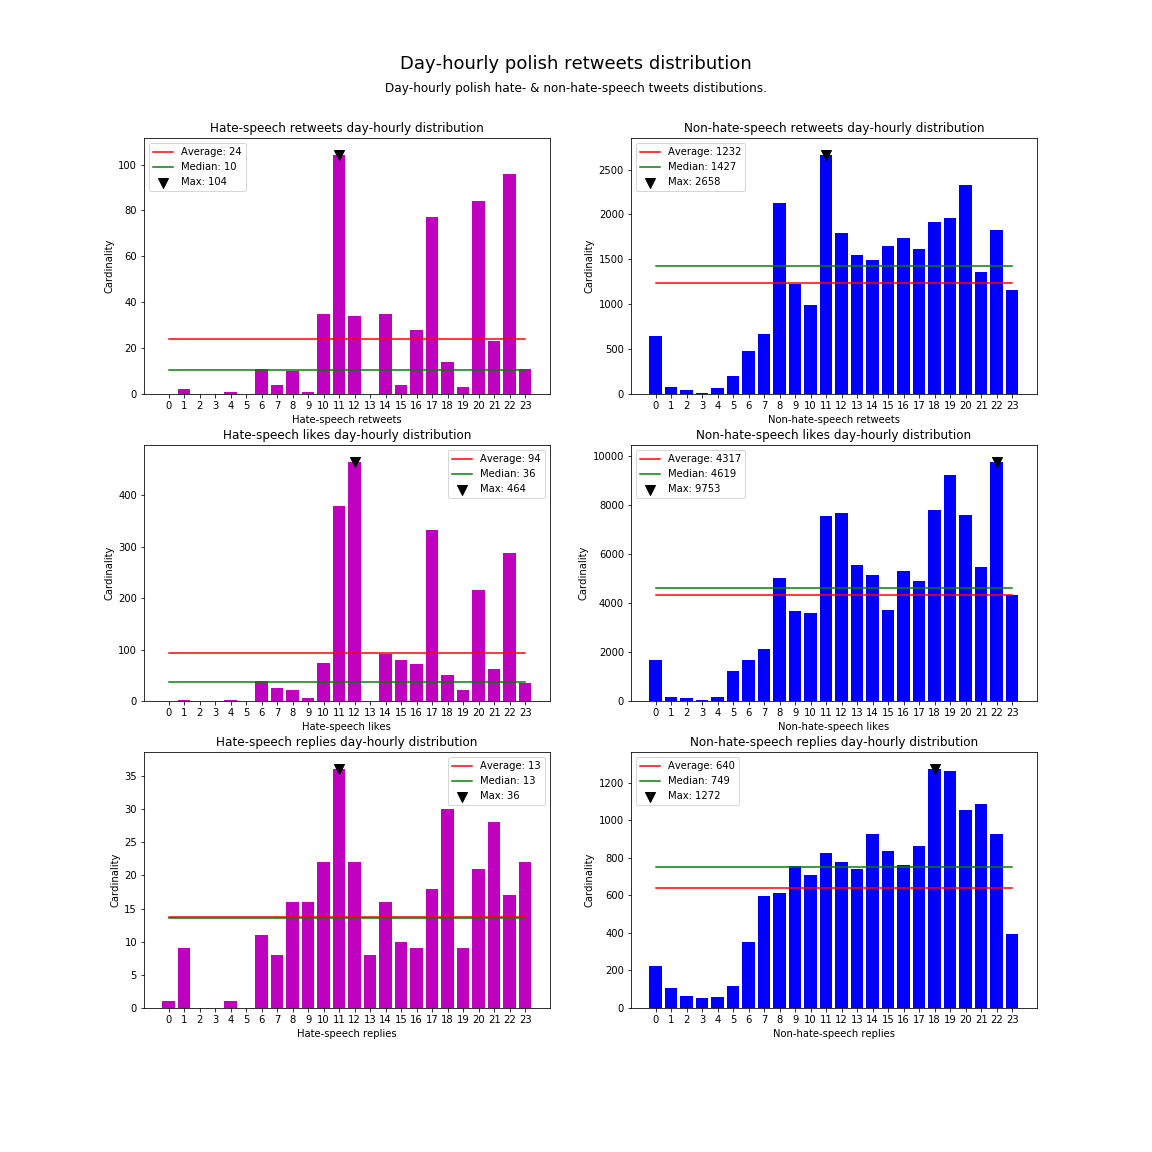 Day-hourly polish retweets distribution
Day-hourly polish hate- & non-hate-speech tweets distibutions.
Hate-speech retweets day-hourly distribution
Average: 24
Median: 10
Max: 104
Cardinality
100
80
60
40
20
0
0 1 2 3 4 5 6 7 8 9 10 11 12 13 14 15 16 17 18 19 20 21 22 23
Hate-speech retweets
Non-hate-speech retweets day-hourly distribution
Average: 1232
Median: 1427
Max: 2658
Cardinality
2500
2000
1500
1000
500
0
0 1 2 3 4 5 6 7 8 9 10 11 12 13 14 15 16 17 18 19 20 21 22 23
Non-hate-speech retweets
Hate-speech likes day-hourly distribution
Average: 94
Median: 36
Max: 464
Cardinality
400
300
200
100
0
0 1 2 3 4 5 6 7 8 9 10 11 12 13 14 15 16 17 18 19 20 21 22 23
Hate-speech likes
Non-hate-speech likes day-hourly distribution
Average: 4317
Median: 4619
Max: 9753
Cardinality
10000
8000
6000
4000
2000
0
0 1 2 3 4 5 6 7 8 9 10 11 12 13 14 15 16 17 18 19 20 21 22 23
Non-hate-speech likes
Hate-speech replies day-hourly distribution
Average: 13
Median: 13
Max: 36
Cardinality
35
30
25
20
15
10
5
0
0 1 2 3 4 5 6 7 8 9 10 11 12 13 14 15 16 17 18 19 20 21 22 23
Hate-speech replies
Non-hate-speech replies day-hourly distribution
Average: 640
Median: 749
Max: 1272
Cardinality
1200
1000
800
600
400
200
0
0 1 2 3 4 5 6 7 8 9 10 11 12 13 14 15 16 17 18 19 20 21 22 23
Non-hate-speech replies